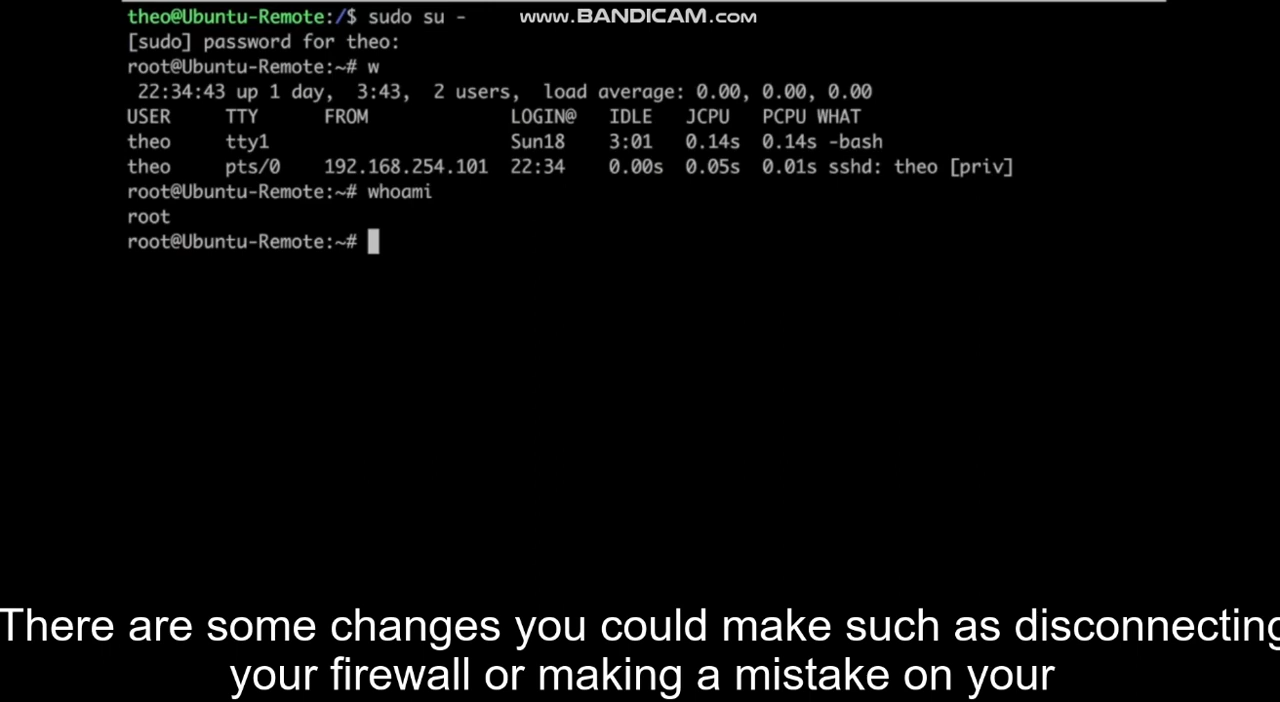 theo@Ubuntu-Remote:/$ sudo su -
www.BANDICAM.com
[sudo] password for theo:
root@Ubuntu-Remote:~# w
 22:34:43 up 1 day,  3:43,  2 users,  load average: 0.00, 0.00, 0.00
USER     TTY      FROM             LOGIN@   IDLE   JCPU   PCPU WHAT
theo     tty1                      Sun18    3:01   0.14s  0.14s -bash
theo     pts/0    192.168.254.101  22:34    0.00s  0.05s  0.01s sshd: theo [priv]
root@Ubuntu-Remote:~# whoami
root
root@Ubuntu-Remote:~#
There are some changes you could make such as disconnecting
your firewall or making a mistake on your